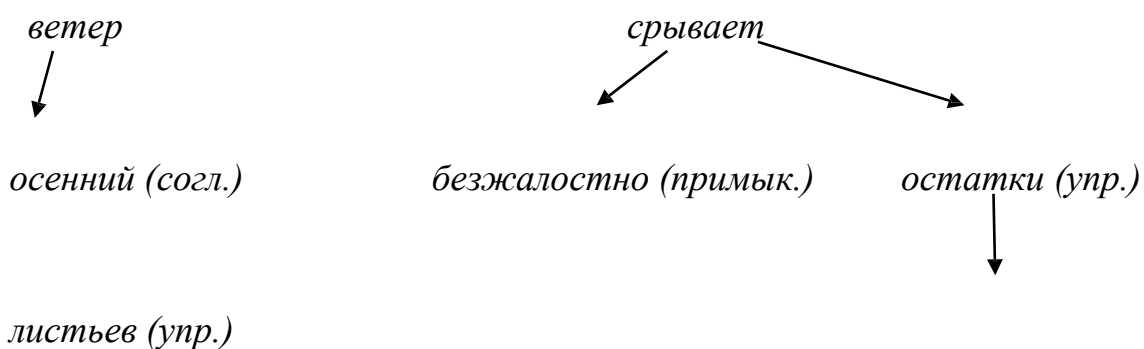 ветер срывает
осенний (согл.) безжалостно (примык.) остатки (упр.)
листьев (упр.)